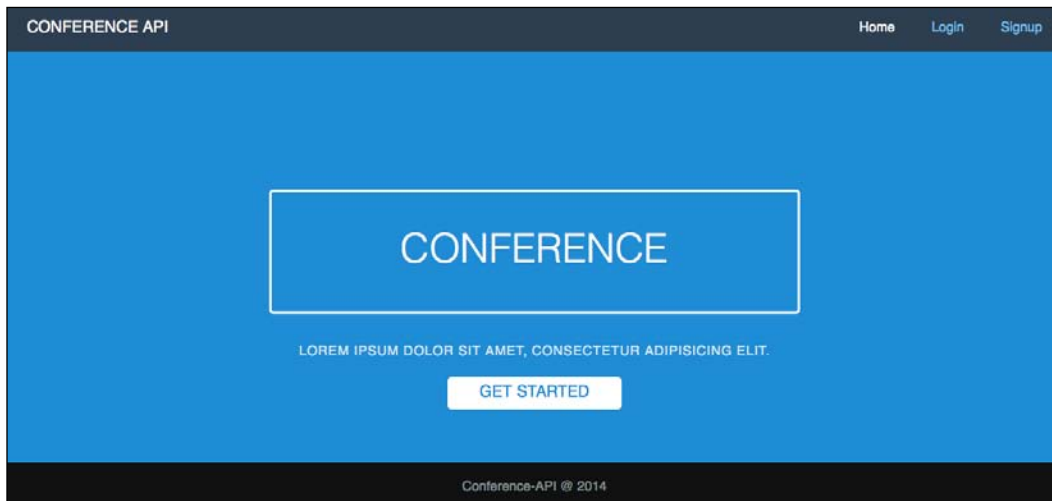 CONFERENCE API
Home Login Signup
CONFERENCE
LOREM IPSUM DOLOR SIT AMET, CONSECTETUR ADIPISICING ELIT.
GET STARTED
Conference-API @ 2014